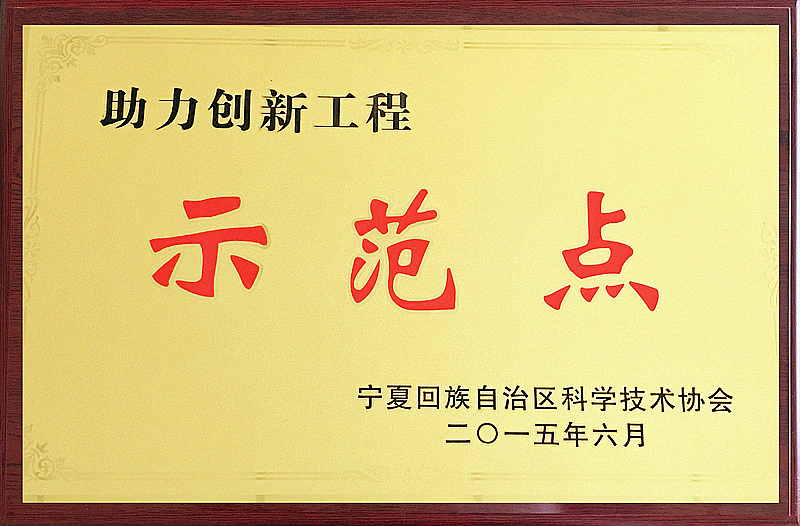 助力创新工程
示范点
宁夏回族自治区科学技术协会
二〇一五年六月